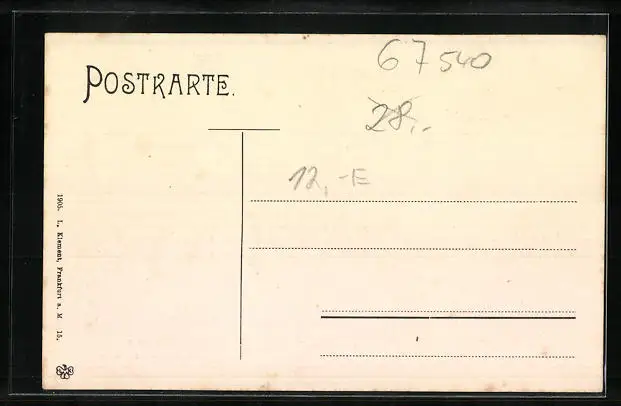 POSTKARTE.
67540
28,-
12,-E
1905. L. Klement, Frankfurt a. M 15.